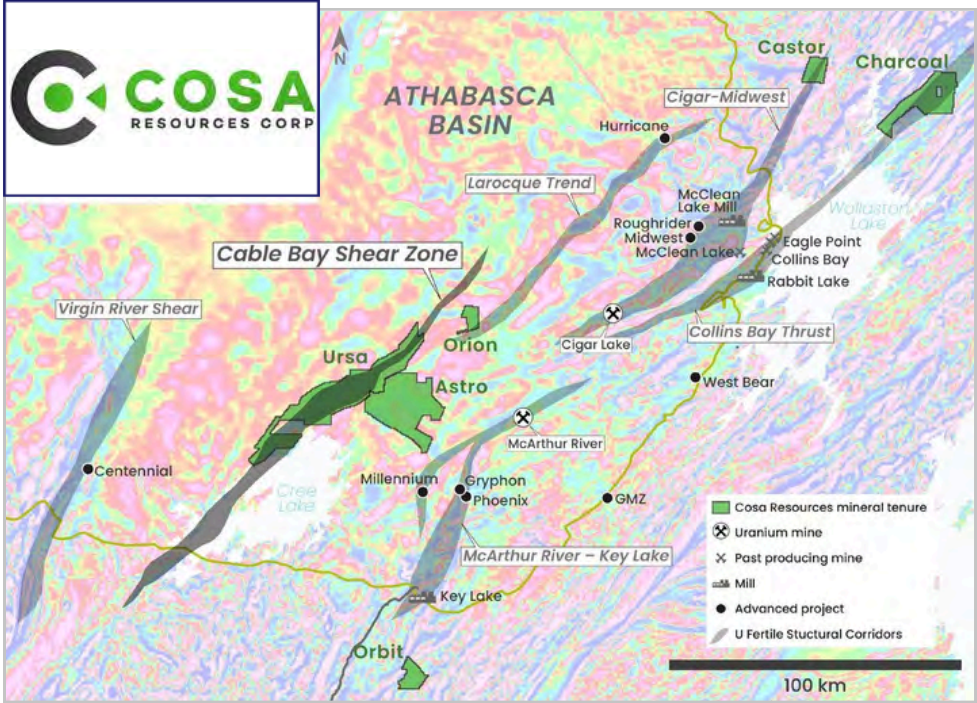 COSA
RESOURCES CORP
N
ATHABASCA
BASIN
Castor
Charcoal
Cigar-Midwest
Hurricane
Larocque Trend
McClean
Lake Mill
Roughrider
Midwest
McClean Lake
Wollaston
Lake
Eagle Point
Collins Bay
Rabbit Lake
Cable Bay Shear Zone
Virgin River Shear
Ursa
Orion
Cigar Lake
Collins Bay Thrust
Astro
West Bear
McArthur River
Centennial
Millennium
Gryphon
Phoenix
GMZ
Cree
Lake
McArthur River – Key Lake
Key Lake
Orbit
Cosa Resources mineral tenure
Uranium mine
Past producing mine
Mill
Advanced project
U Fertile Stuctural Corridors
100 km